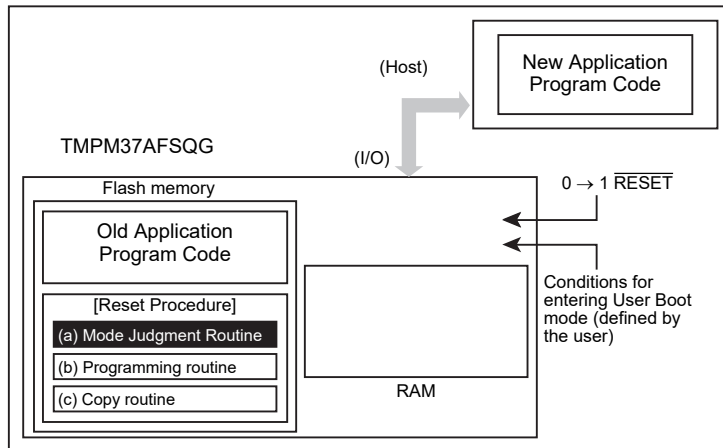 (Host)
New Application
Program Code
TMPM37AFSQG
(I/O)
0 → 1 RESET
Flash memory
Old Application
Program Code
[Reset Procedure]
(a) Mode Judgment Routine
(b) Programming routine
(c) Copy routine
RAM
Conditions for
entering User Boot
mode (defined by
the user)